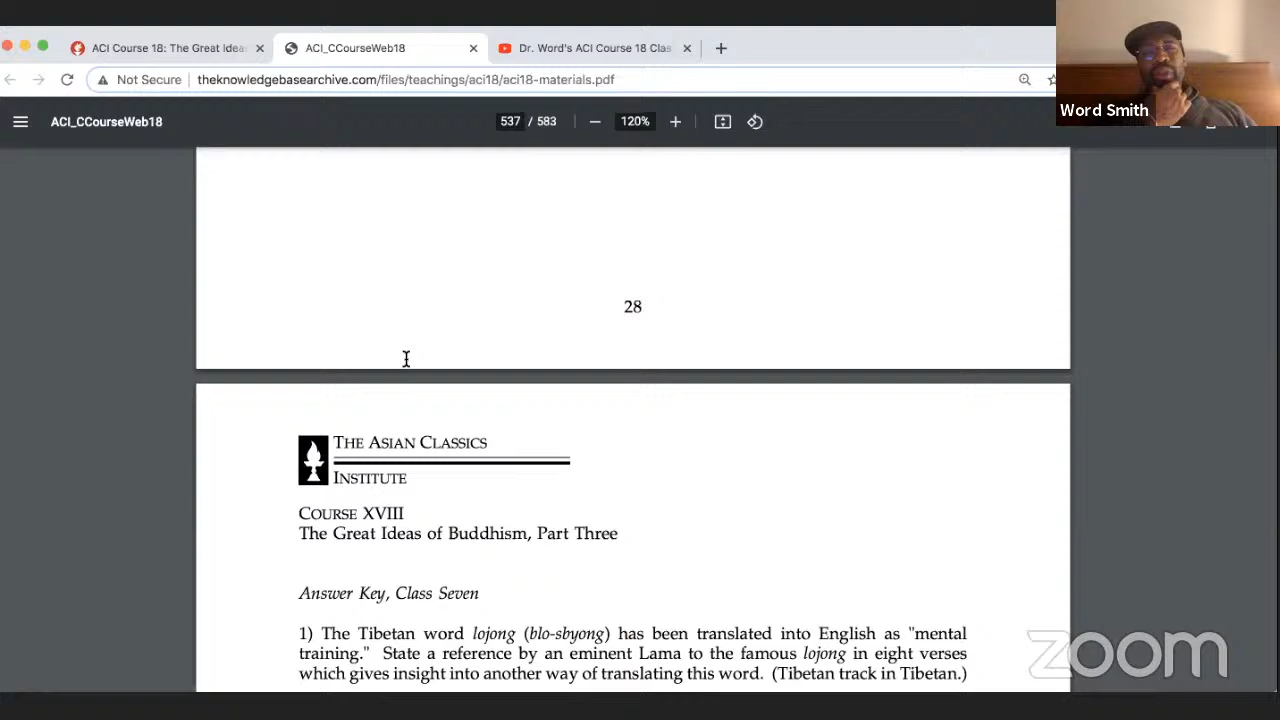 ACI Course 18: The Great Ideas
ACI_CCourseWeb18
Dr. Word's ACI Course 18 Clas
Not Secure
theknowledgebasearchive.com/files/teachings/aci18/aci18-materials.pdf
ACI_CCourseWeb18
537 / 583
120%
Word Smith
28
THE ASIAN CLASSICS
INSTITUTE
COURSE XVIII
The Great Ideas of Buddhism, Part Three
Answer Key, Class Seven
1) The Tibetan word lojong (blo-sbyong) has been translated into English as "mental
training." State a reference by an eminent Lama to the famous lojong in eight verses
which gives insight into another way of translating this word. (Tibetan track in Tibetan.)
zoom